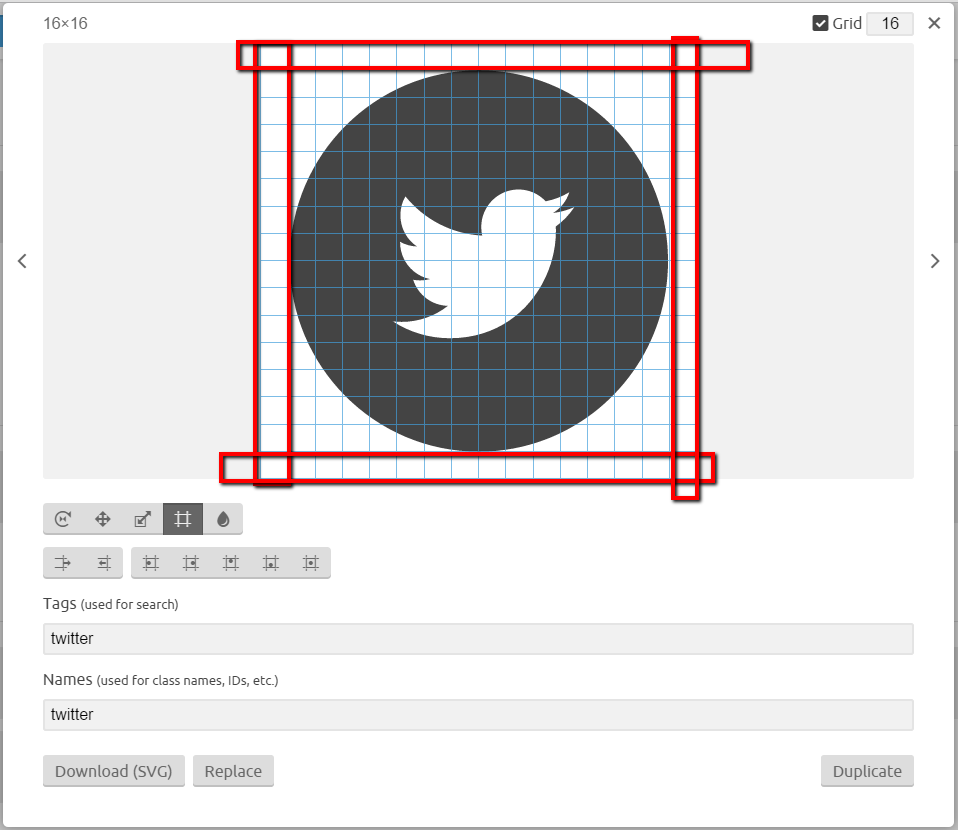 16×16
Grid 16
Tags (used for search)
twitter
Names (used for class names, IDs, etc.)
twitter
Download (SVG) Replace Duplicate